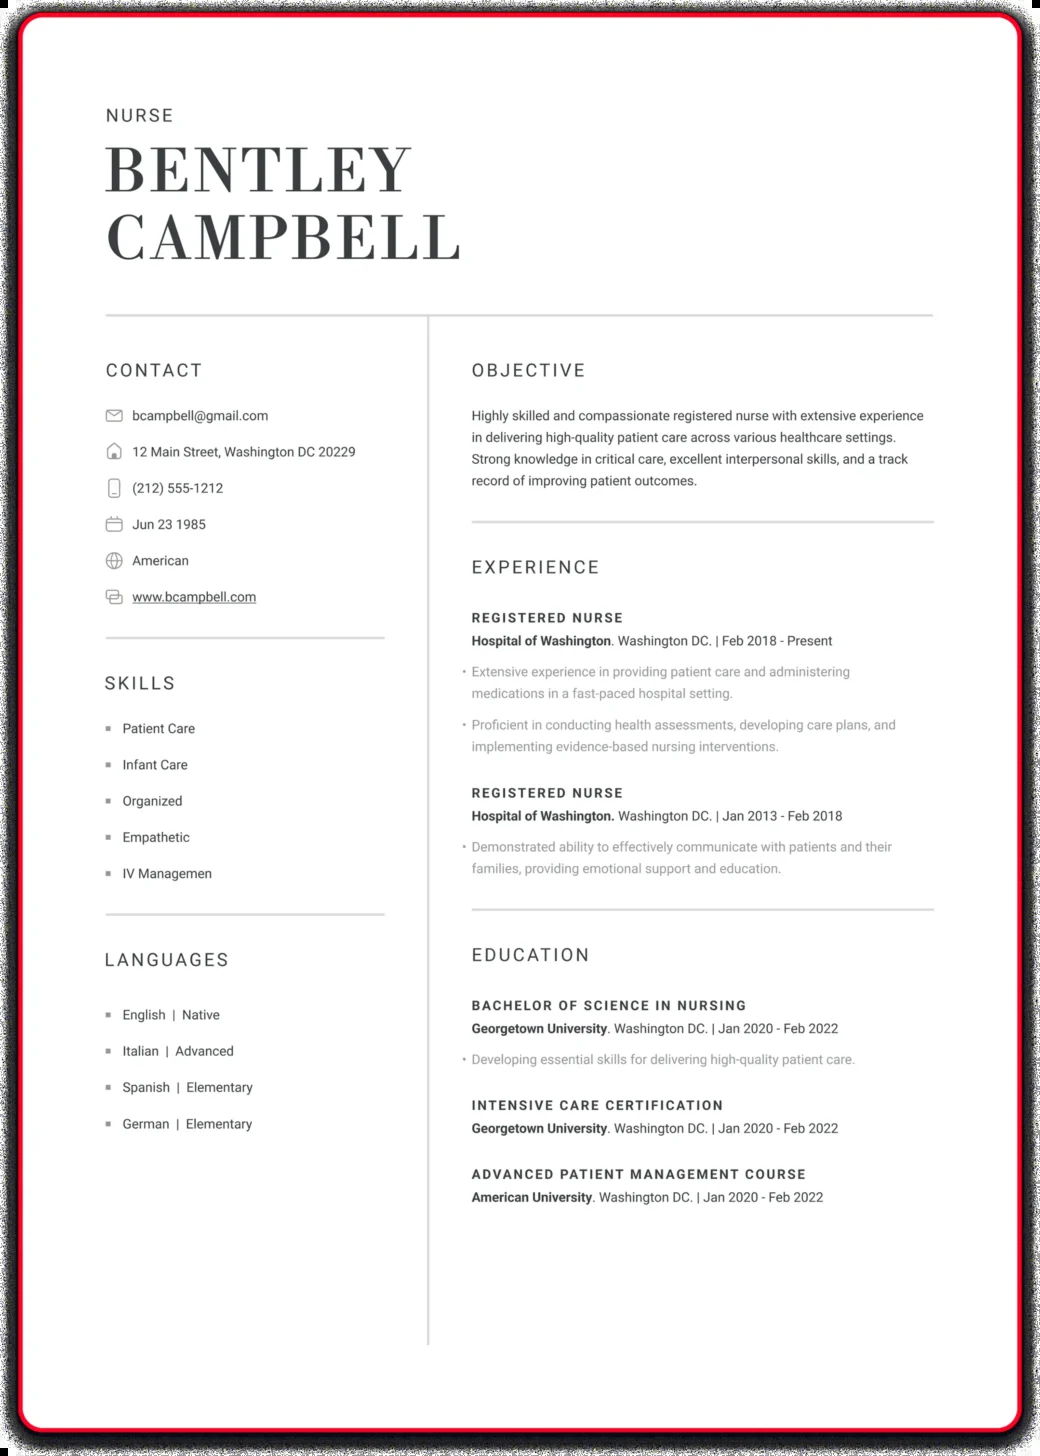 NURSE
BENTLEY
CAMPBELL
CONTACT
bcampbell@gmail.com
12 Main Street, Washington DC 20229
(212) 555-1212
Jun 23 1985
American
www.bcampbell.com
SKILLS
▪ Patient Care
▪ Infant Care
▪ Organized
▪ Empathetic
▪ IV Managemen
LANGUAGES
▪ English | Native
▪ Italian | Advanced
▪ Spanish | Elementary
▪ German | Elementary
OBJECTIVE
Highly skilled and compassionate registered nurse with extensive experience
in delivering high-quality patient care across various healthcare settings.
Strong knowledge in critical care, excellent interpersonal skills, and a track
record of improving patient outcomes.
EXPERIENCE
REGISTERED NURSE
Hospital of Washington. Washington DC. | Feb 2018 - Present
• Extensive experience in providing patient care and administering
medications in a fast-paced hospital setting.
• Proficient in conducting health assessments, developing care plans, and
implementing evidence-based nursing interventions.
REGISTERED NURSE
Hospital of Washington. Washington DC. | Jan 2013 - Feb 2018
• Demonstrated ability to effectively communicate with patients and their
families, providing emotional support and education.
EDUCATION
BACHELOR OF SCIENCE IN NURSING
Georgetown University. Washington DC. | Jan 2020 - Feb 2022
• Developing essential skills for delivering high-quality patient care.
INTENSIVE CARE CERTIFICATION
Georgetown University. Washington DC. | Jan 2020 - Feb 2022
ADVANCED PATIENT MANAGEMENT COURSE
American University. Washington DC. | Jan 2020 - Feb 2022